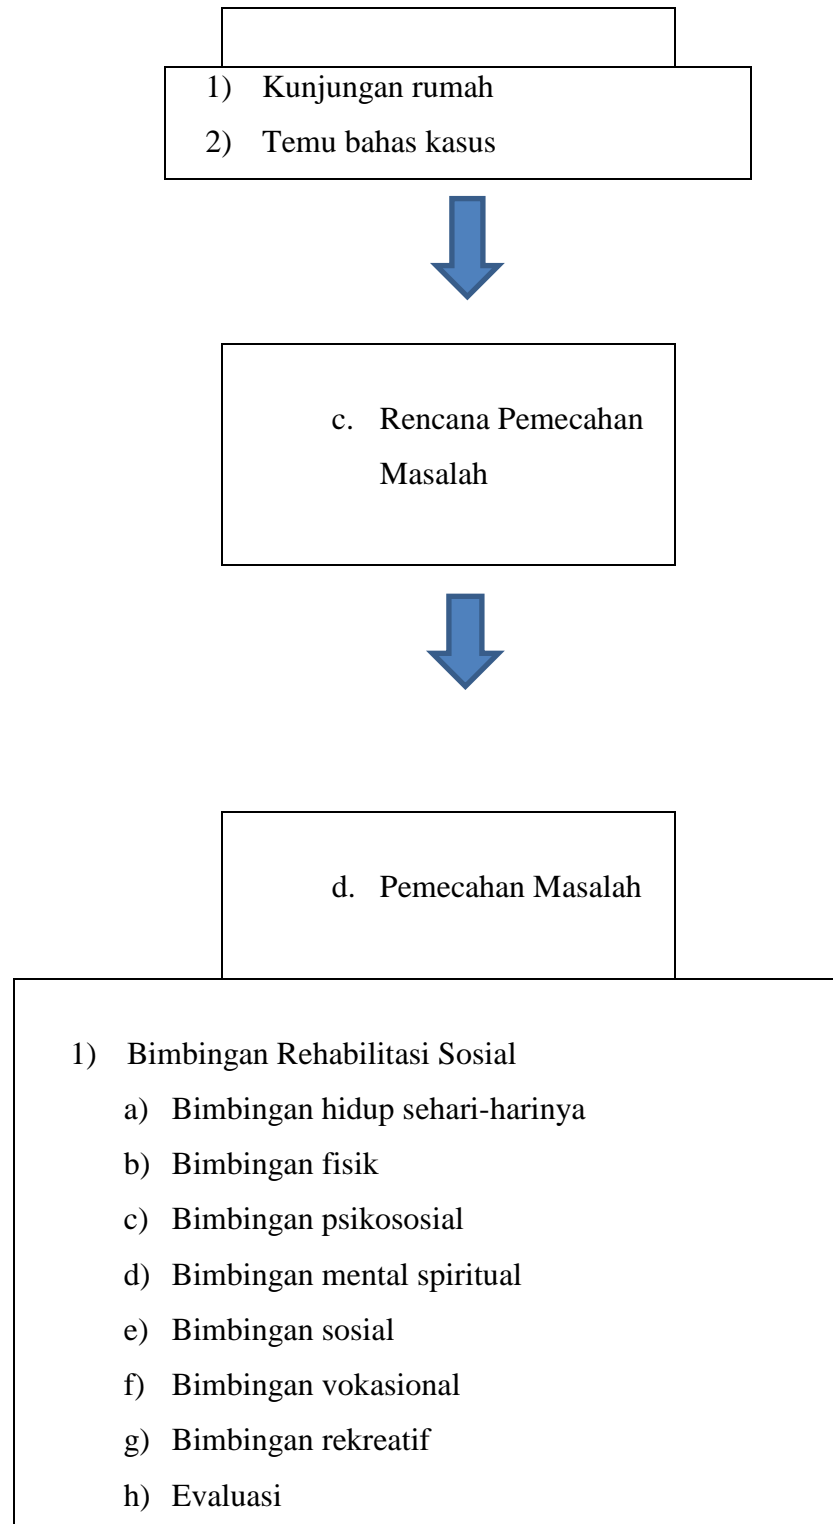 1) Kunjungan rumah
2) Temu bahas kasus
c. Rencana Pemecahan
Masalah
d. Pemecahan Masalah
1) Bimbingan Rehabilitasi Sosial
a) Bimbingan hidup sehari-harinya
b) Bimbingan fisik
c) Bimbingan psikososial
d) Bimbingan mental spiritual
e) Bimbingan sosial
f) Bimbingan vokasional
g) Bimbingan rekreatif
h) Evaluasi